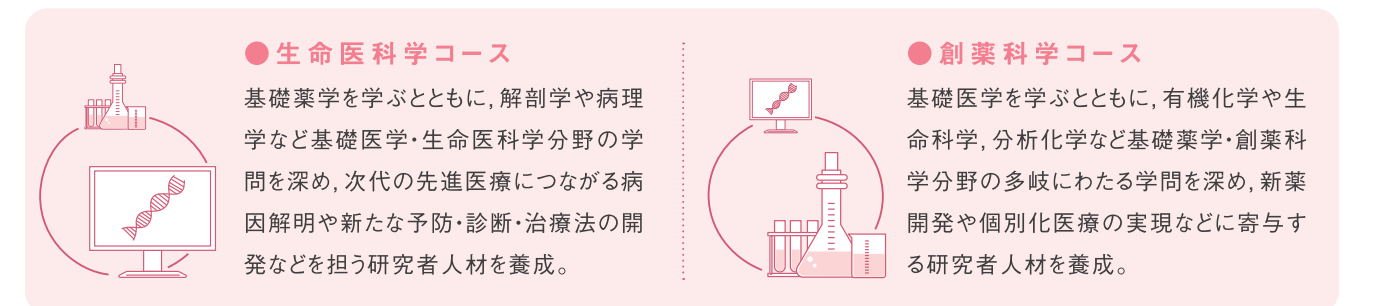 ●生命医科学コース
基礎薬学を学ぶとともに,解剖学や病理
学など基礎医学・生命医科学分野の学
問を深め,次代の先進医療につながる病
因解明や新たな予防・診断・治療法の開
発などを担う研究者人材を養成。
●創薬科学コース
基礎医学を学ぶとともに,有機化学や生
命科学,分析化学など基礎薬学・創薬科
学分野の多岐にわたる学問を深め,新薬
開発や個別化医療の実現などに寄与す
る研究者人材を養成。